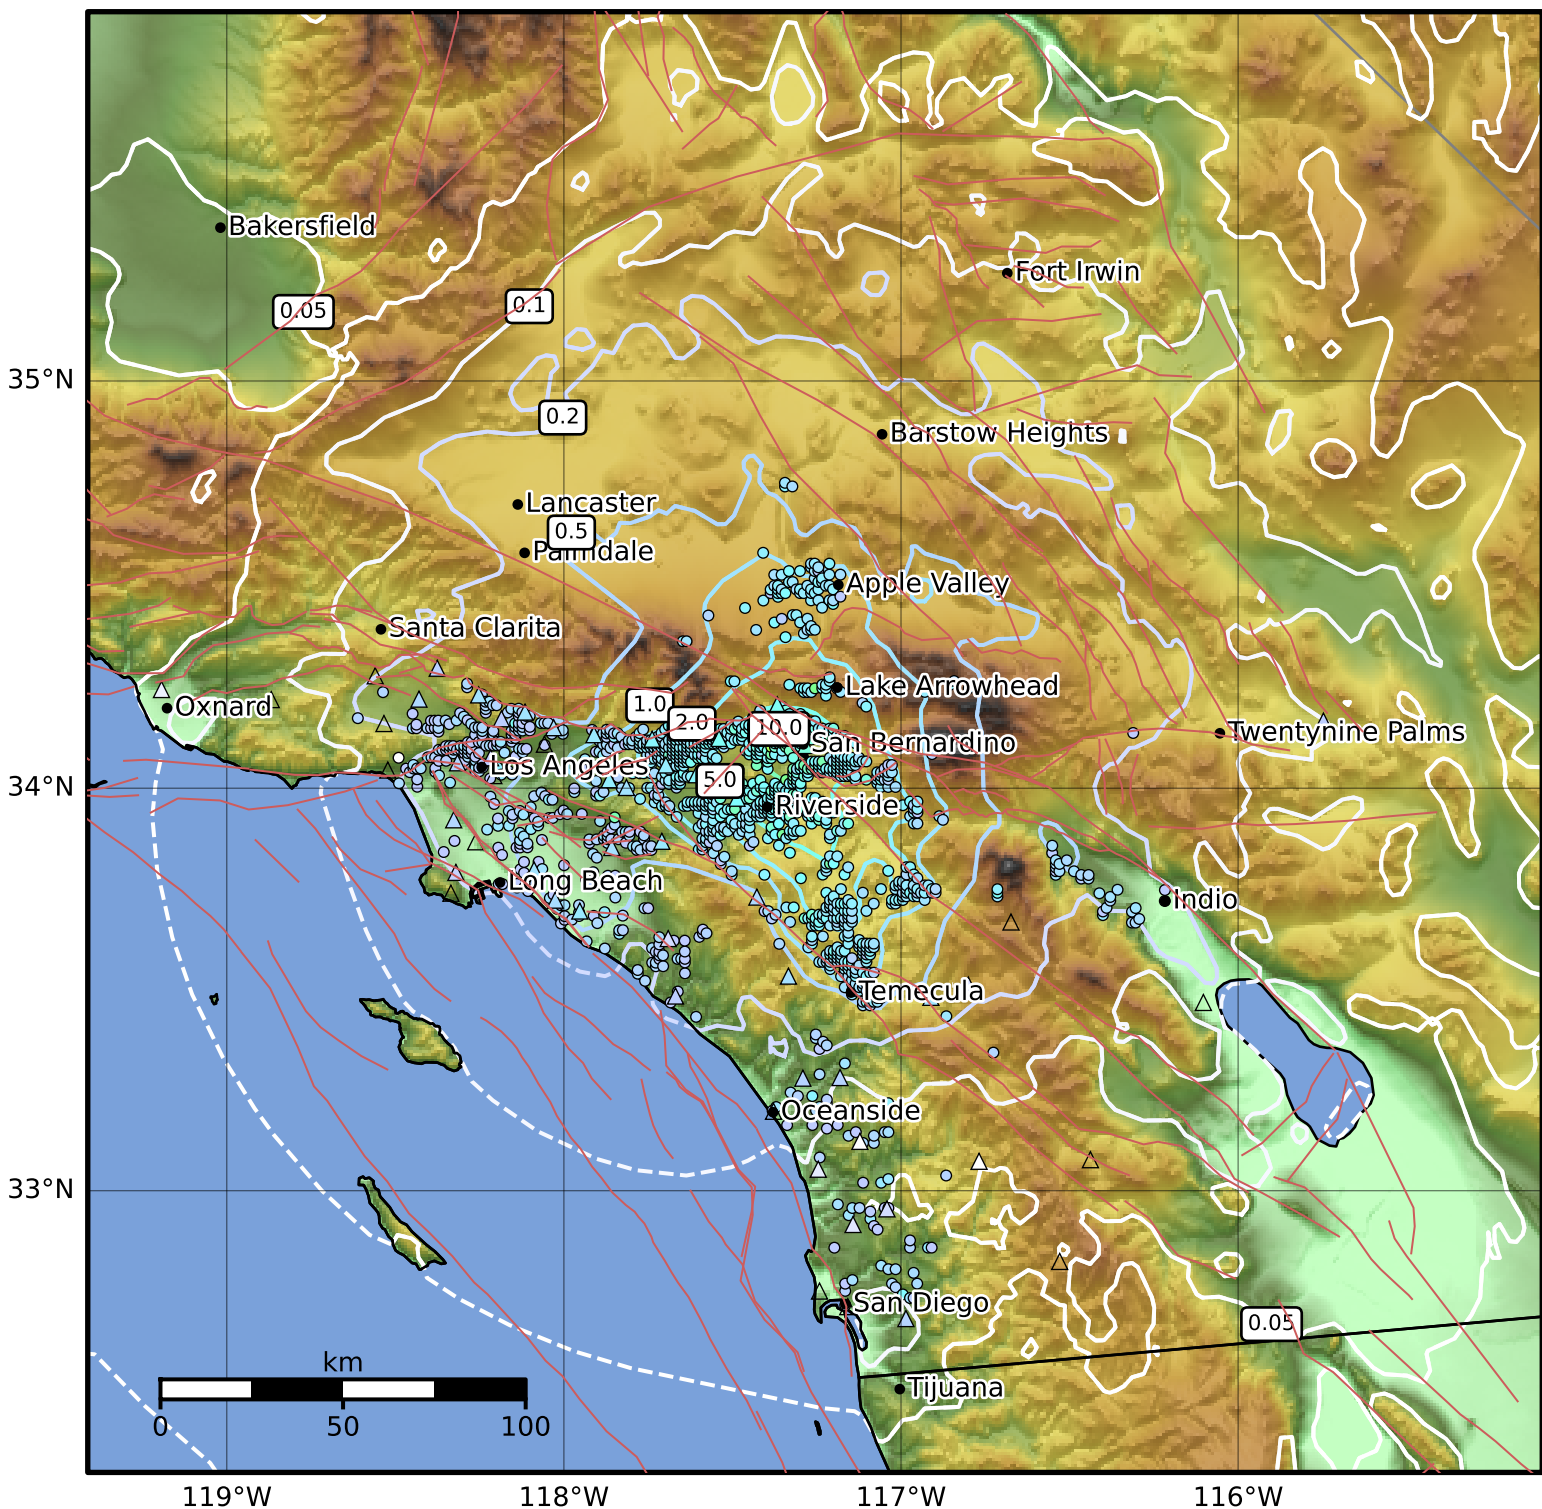 Bakersfield
Fort Irwin
0.05
0.1
35°N
0.2
Barstow Heights
Lancaster
0.5
Palmdale
Apple Valley
Santa Clarita
Lake Arrowhead
Oxnard
1.0
2.0
10.0
Twentynine Palms
San Bernardino
Los Angeles
34°N
5.0
Riverside
Long Beach
Indio
Temecula
Oceanside
33°N
San Diego
0.05
km
Tijuana
0 50 100
119°W 118°W 117°W 116°W